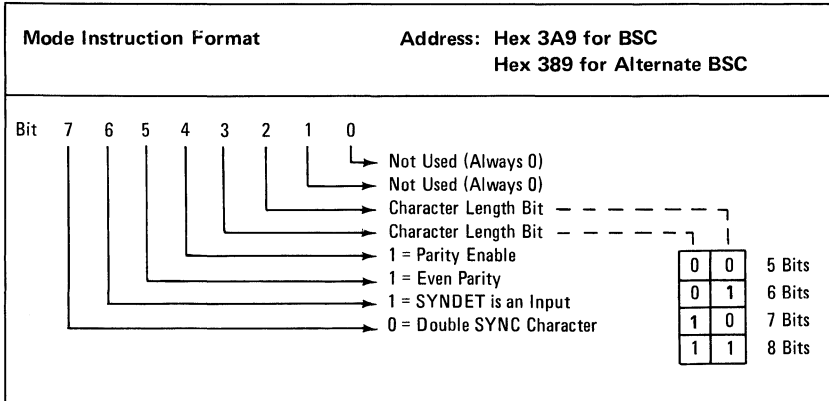 Mode Instruction Format Address: Hex 3A9 for BSC
Hex 389 for Alternate BSC
Bit 7 6 5 4 3 2 1 0
Not Used (Always 0)
Not Used (Always 0)
Character Length Bit
Character Length Bit
1 = Parity Enable
1 = Even Parity
1 = SYNDET is an Input
0 = Double SYNC Character
0 0 5 Bits
0 1 6 Bits
1 0 7 Bits
1 1 8 Bits